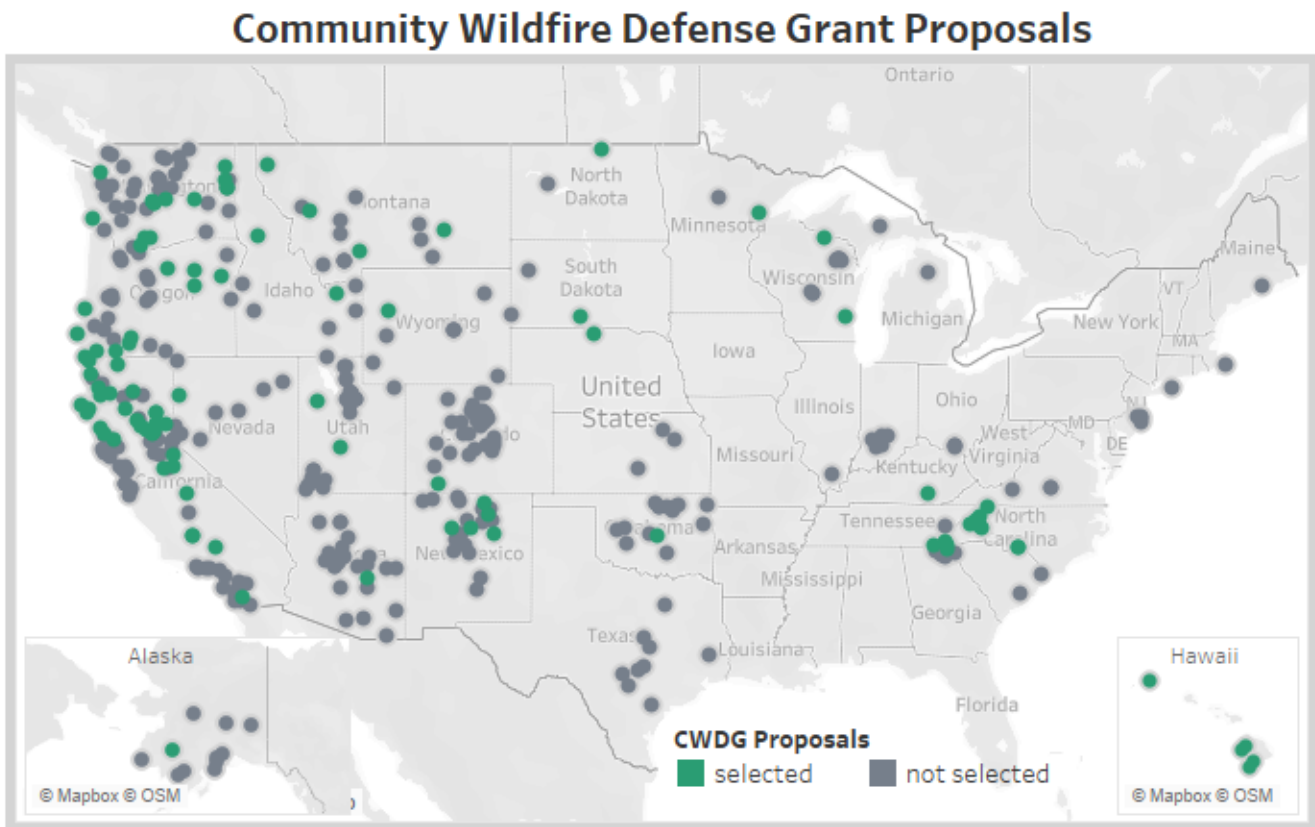 Community Wildfire Defense Grant Proposals
Ontario
North
Dakota
Minnesota
Maine
South
Dakota
Wisconsin
Idaho
Michigan
VT
New York
Wyoming
MA
Iowa
United
States
Illinois
Ohio
NJ
MD
Nevada
Utah
West
Virginia
DE
Missouri
Kentucky
California
Tennessee
North
Carolina
Arkansas
Mississippi
Georgia
Texas
Louisiana
Alaska
Hawaii
Florida
CWDG Proposals
selected
not selected
© Mapbox © OSM
© Mapbox © OSM